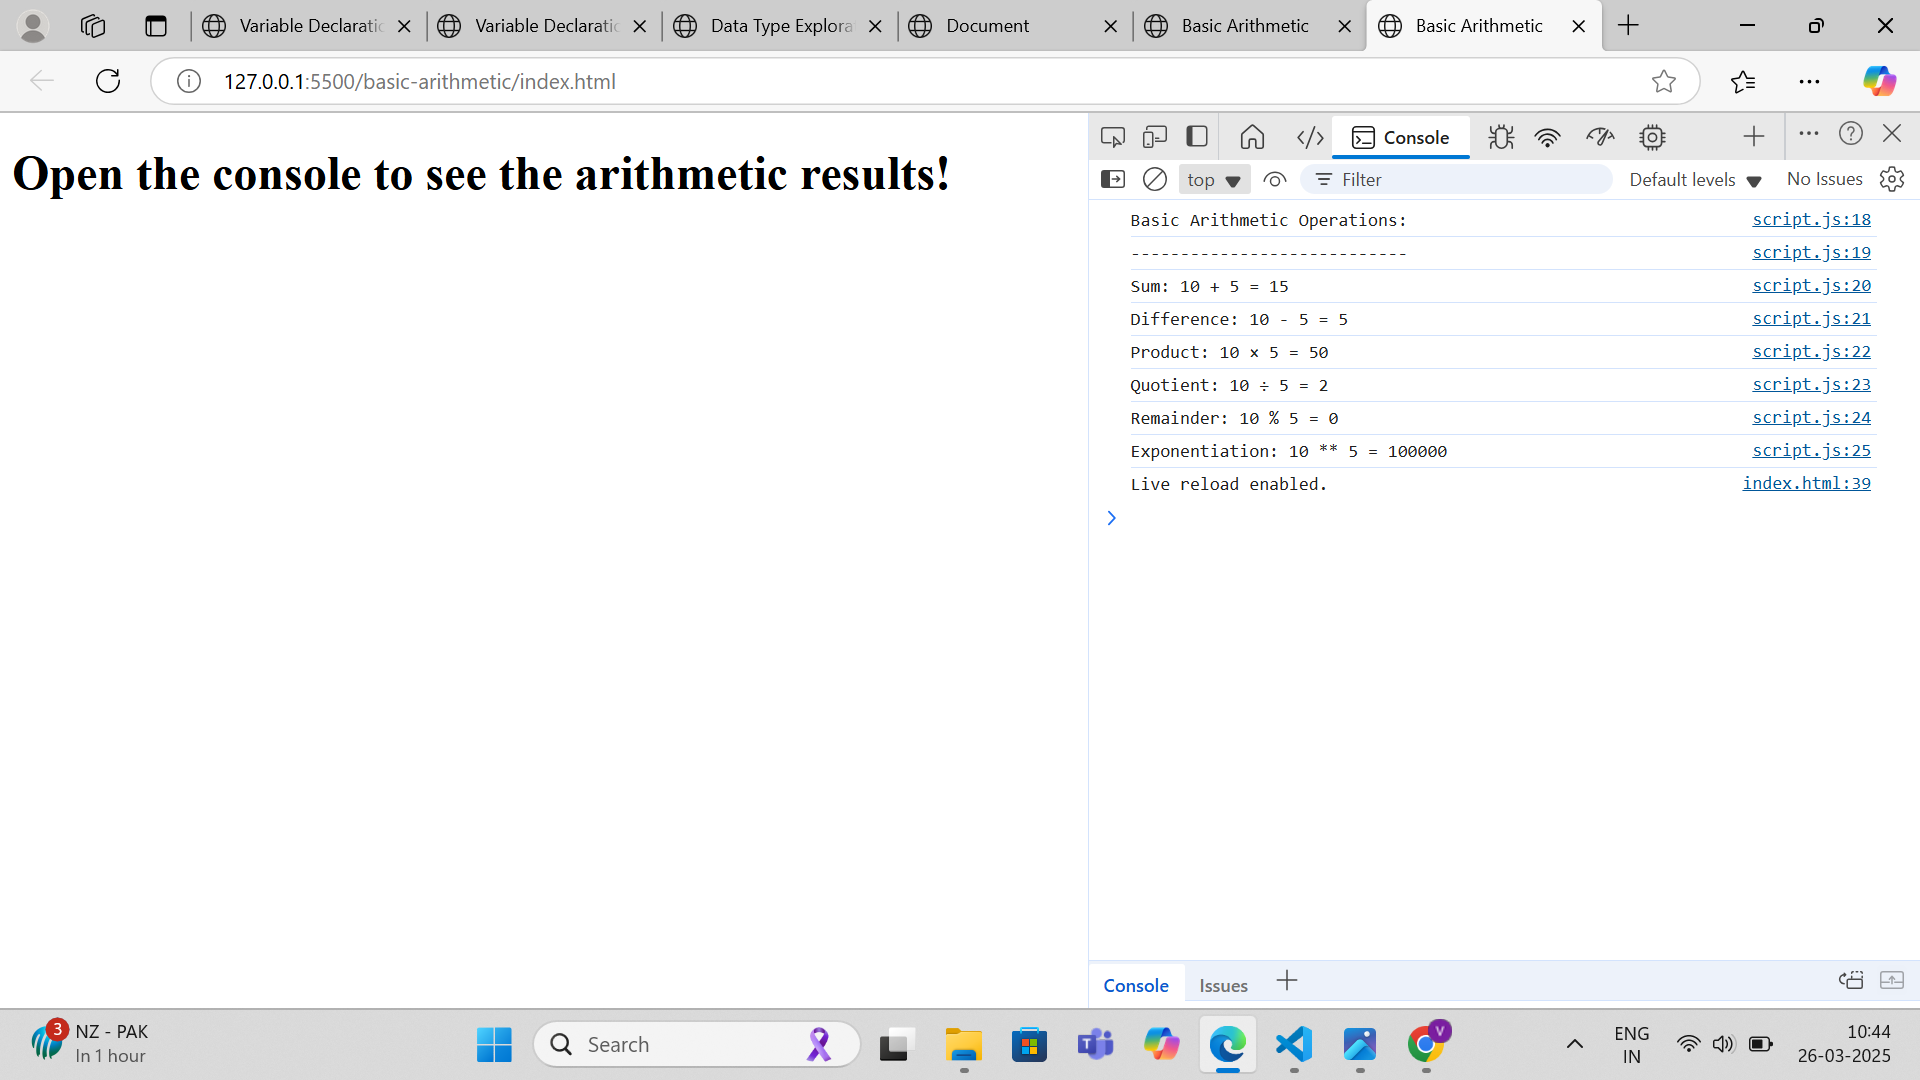 Variable Declaratic
Variable Declaratic
Data Type Explora
Document
Basic Arithmetic
Basic Arithmetic
127.0.0.1:5500/basic-arithmetic/index.html
Open the console to see the arithmetic results!
Console
top
Filter
Default levels
No Issues
Basic Arithmetic Operations: script.js:18
---------------------------- script.js:19
Sum: 10 + 5 = 15 script.js:20
Difference: 10 - 5 = 5 script.js:21
Product: 10 × 5 = 50 script.js:22
Quotient: 10 ÷ 5 = 2 script.js:23
Remainder: 10 % 5 = 0 script.js:24
Exponentiation: 10 ** 5 = 100000 script.js:25
Live reload enabled. index.html:39
Console
Issues
3
NZ - PAK
In 1 hour
Search
T
V
ENG
IN
10:44
26-03-2025